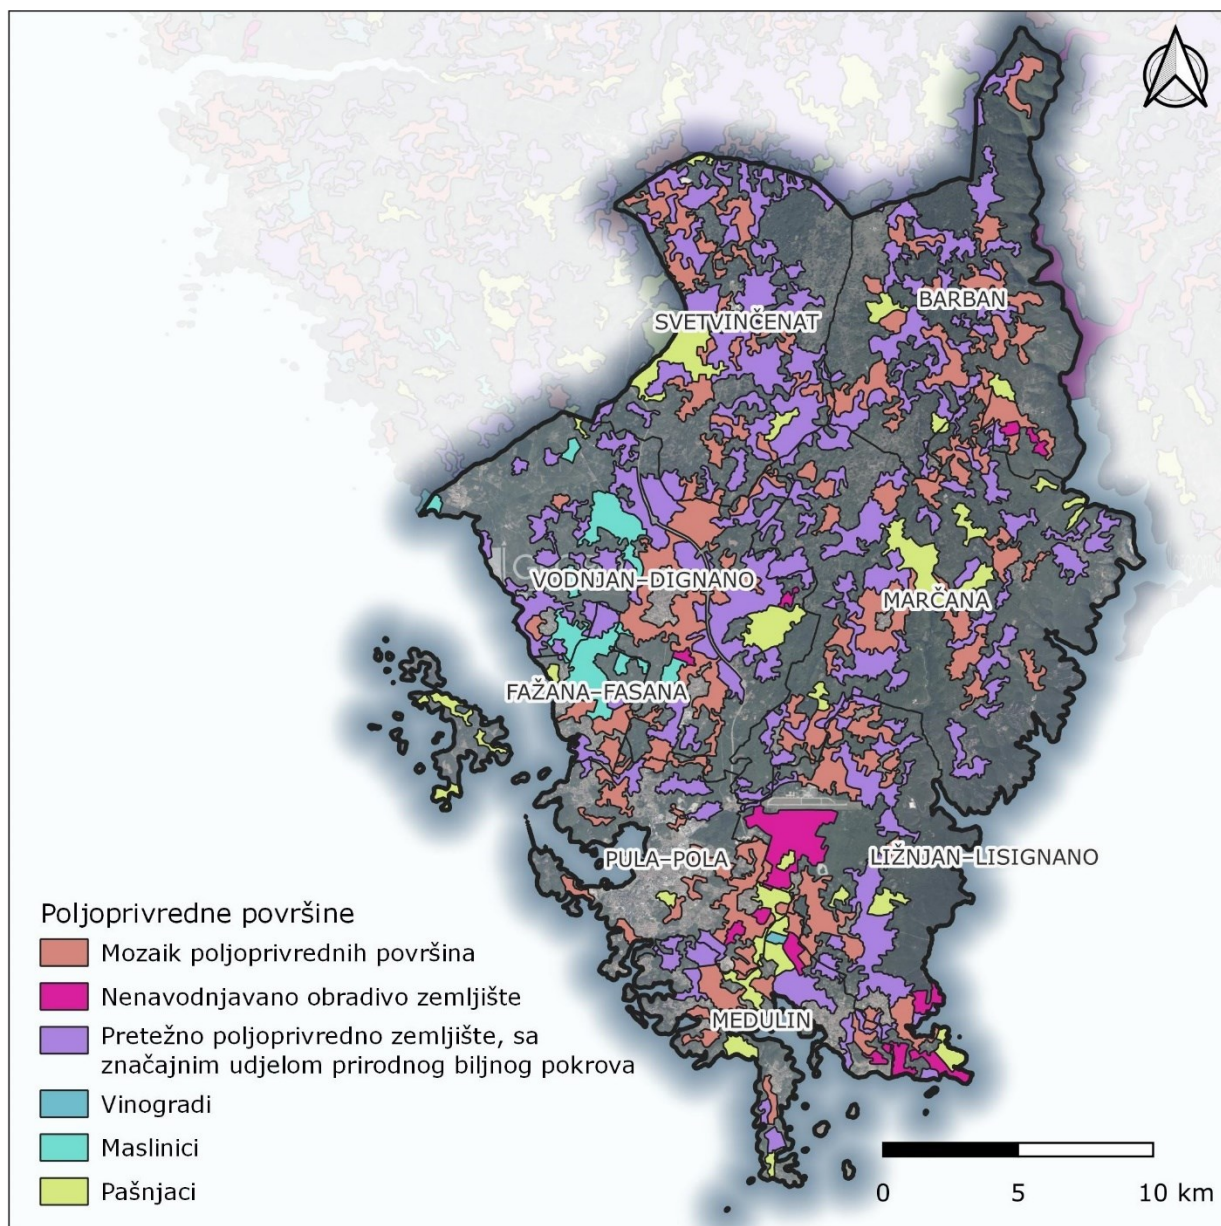 SVETVINČENAT
BARBAN
VODNJAN–DIGNANO
MARČANA
FAŽANA–FASANA
PULA–POLA
LIŽNJAN–LISIGNANO
MEDULIN
Poljoprivredne površine
Mozaik poljoprivrednih površina
Nenavodnjavano obradivo zemljište
Pretežno poljoprivredno zemljište, sa
značajnim udjelom prirodnog biljnog pokrova
Vinogradi
Maslinici
Pašnjaci
0 5 10 km